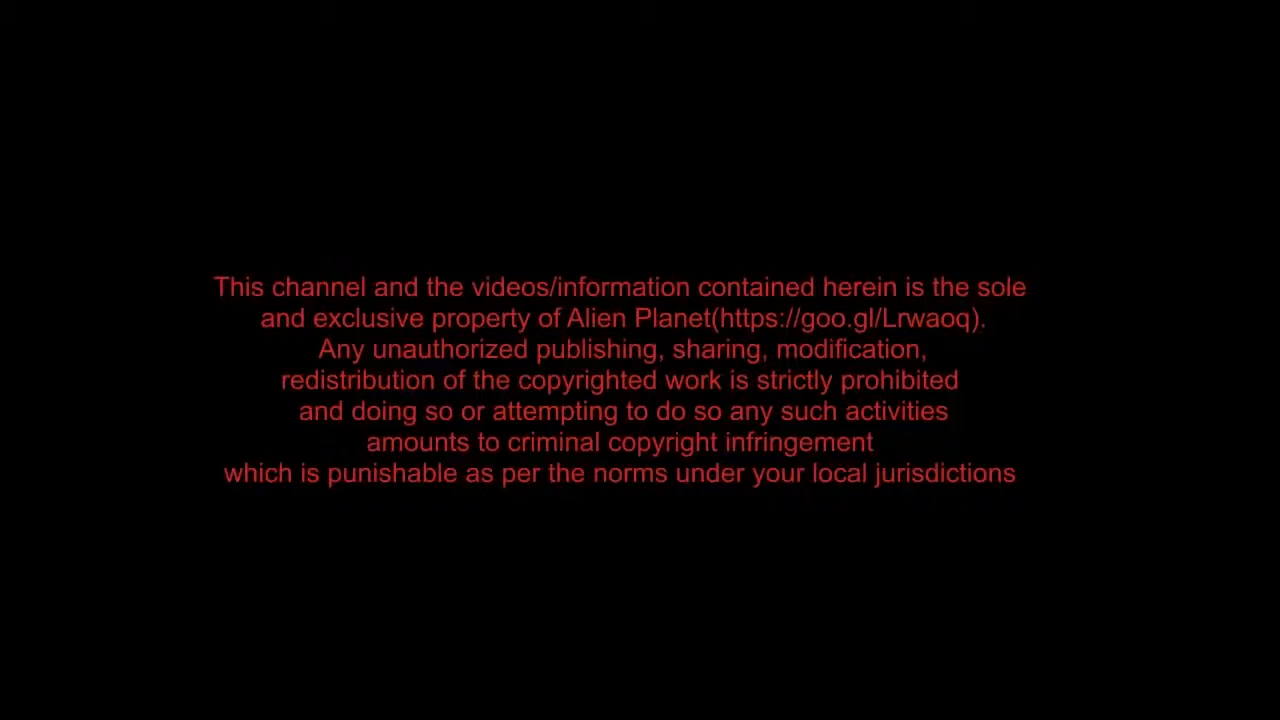 This channel and the videos/information contained herein is the sole
and exclusive property of Alien Planet(https://goo.gl/Lrwaoq).
Any unauthorized publishing, sharing, modification,
redistribution of the copyrighted work is strictly prohibited
and doing so or attempting to do so any such activities
amounts to criminal copyright infringement
which is punishable as per the norms under your local jurisdictions